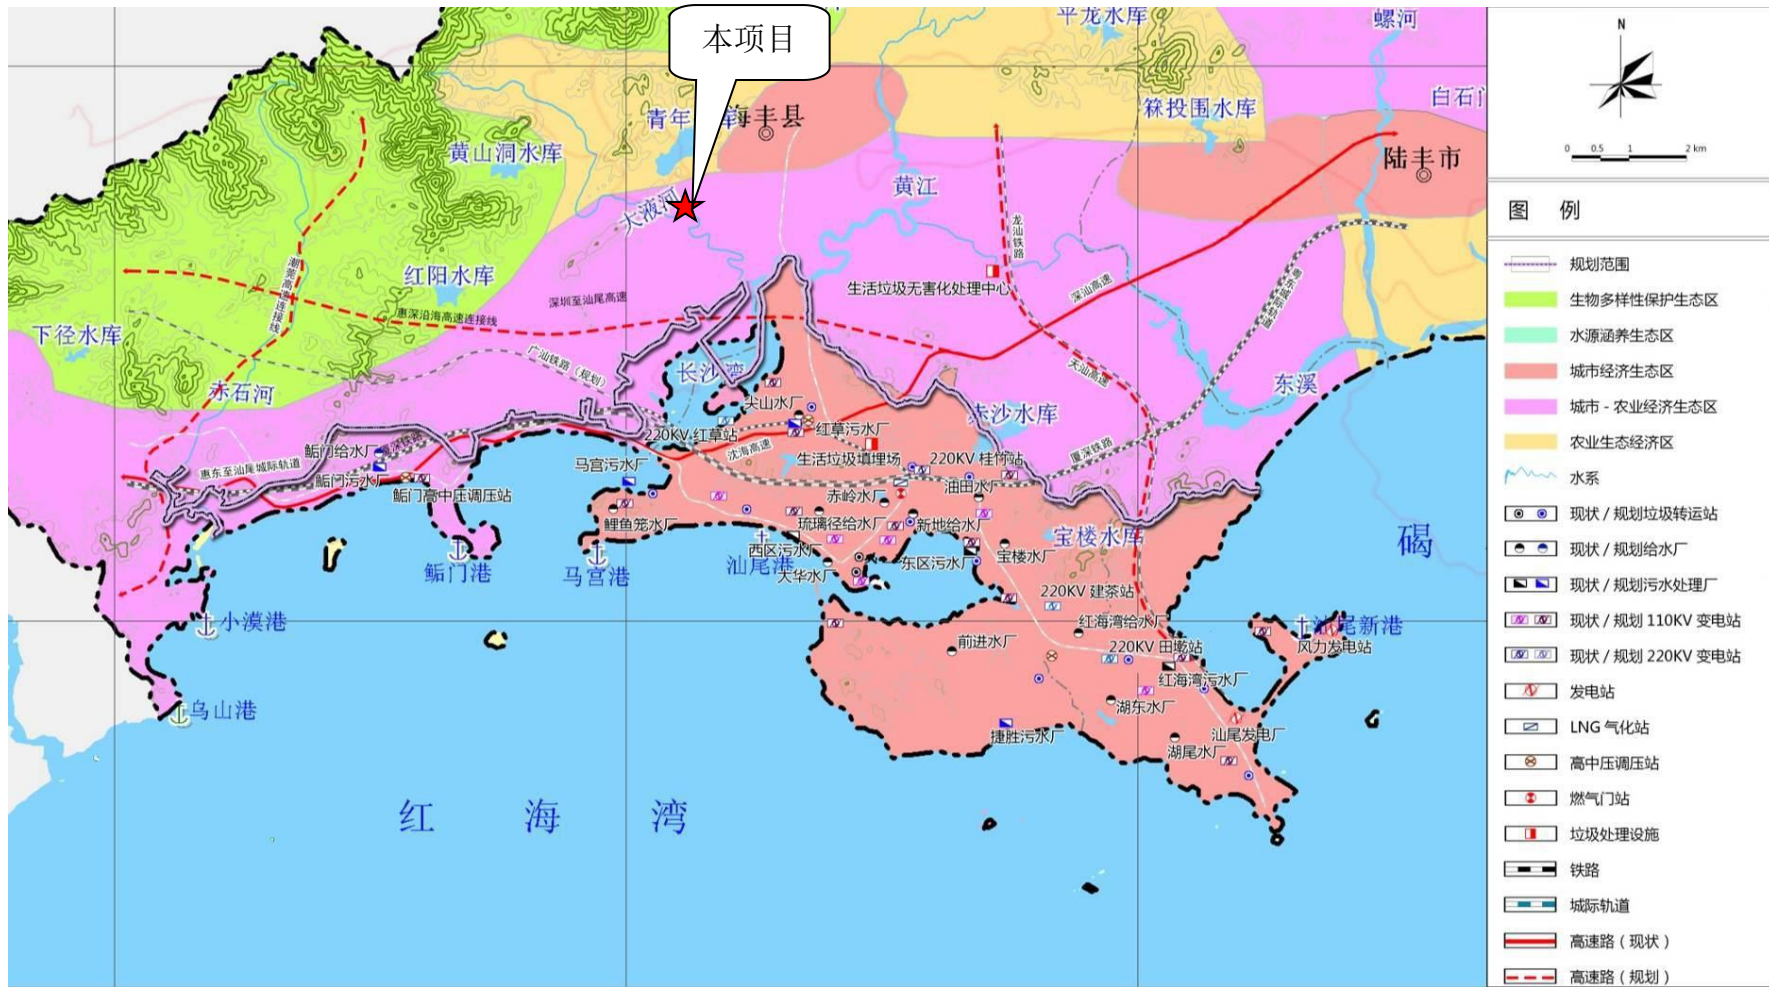 本项目
平龙水库
螺河
海丰县
青年
簕投围水库
白石门
黄山洞水库
陆丰市
黄江
大液河
龙汕铁路
潮莞高速连接线
红阳水库
生活垃圾无害化处理中心
深汕高速
粤东城际轨道
深圳至汕尾高速
惠深沿海高速连接线
下径水库
广汕铁路（规划）
长沙湾
天汕高速
东溪
赤石河
尖山水厂
赤沙水库
220KV 红草站
红草污水厂
鲘门给水厂
厦深铁路
沈海高速
生活垃圾填埋场
220KV 桂竹站
惠东至汕尾城际轨道
鲘门污水厂
马宫污水厂
鲘门高中压调压站
赤岭水厂
油田水厂
鲤鱼笼水厂
琉璃径给水厂
新地给水厂
西区污水厂
宝楼水厂
宝楼水库
碣
鲘门港
马宫港
汕尾港
大华水厂
东区污水厂
220KV 建茶站
小漠港
红海湾给水厂
汕尾新港
前进水厂
220KV 田墘站
风力发电站
红海湾污水厂
乌山港
湖东水厂
捷胜污水厂
汕尾发电厂
湖尾水厂
红 海 湾
N
0 0.5 1 2 km
图 例
规划范围
生物多样性保护生态区
水源涵养生态区
城市经济生态区
城市 - 农业经济生态区
农业生态经济区
水系
现状 / 规划垃圾转运站
现状 / 规划给水厂
现状 / 规划污水处理厂
现状 / 规划 110KV 变电站
现状 / 规划 220KV 变电站
发电站
LNG 气化站
高中压调压站
燃气门站
垃圾处理设施
铁路
城际轨道
高速路（现状）
高速路（规划）